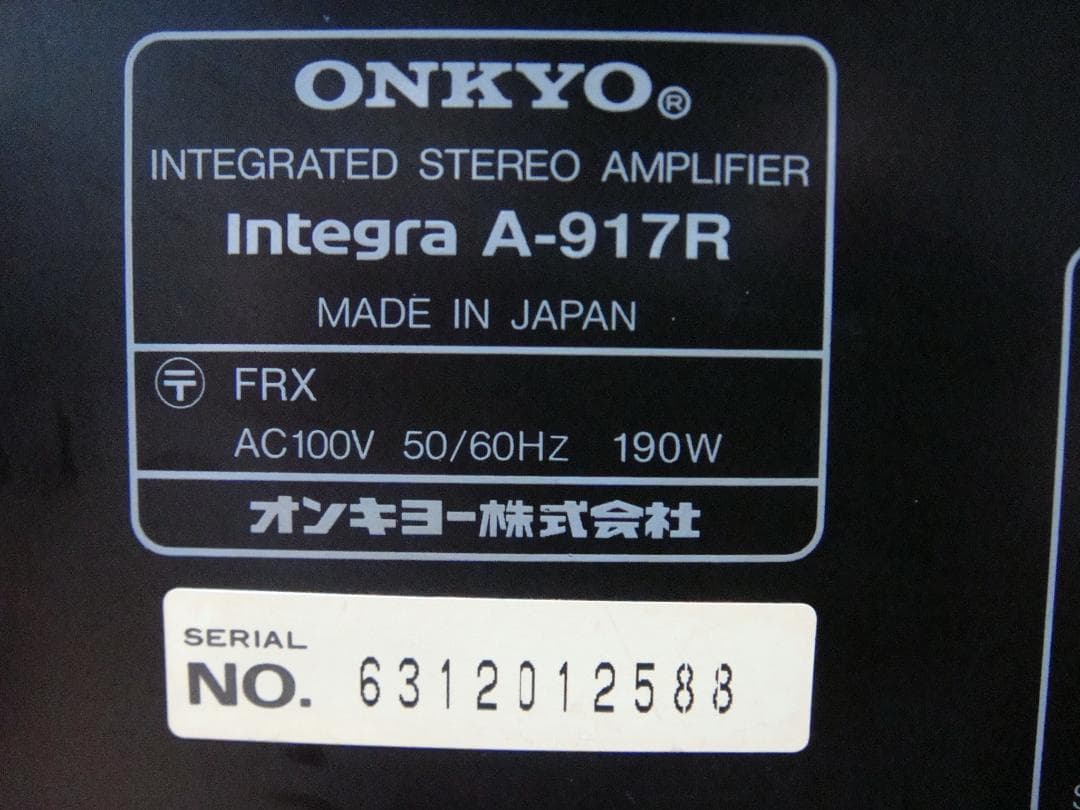 ONKYO®
INTEGRATED STEREO AMPLIFIER
Integra A-917R
MADE IN JAPAN
〒 FRX
AC100V 50/60Hz 190W
オンキヨー株式会社
SERIAL
NO. 6312012588